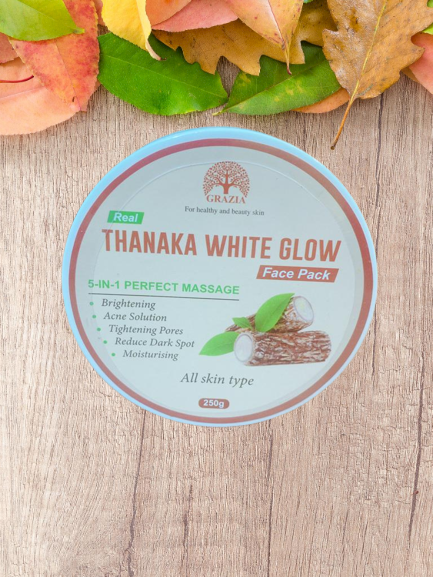 GRAZIA
For healthy and beauty skin
Real
THANAKA WHITE GLOW
Face Pack
5-IN-1 PERFECT MASSAGE
• Brightening
• Acne Solution
• Tightening Pores
• Reduce Dark Spot
• Moisturising
All skin type
250g